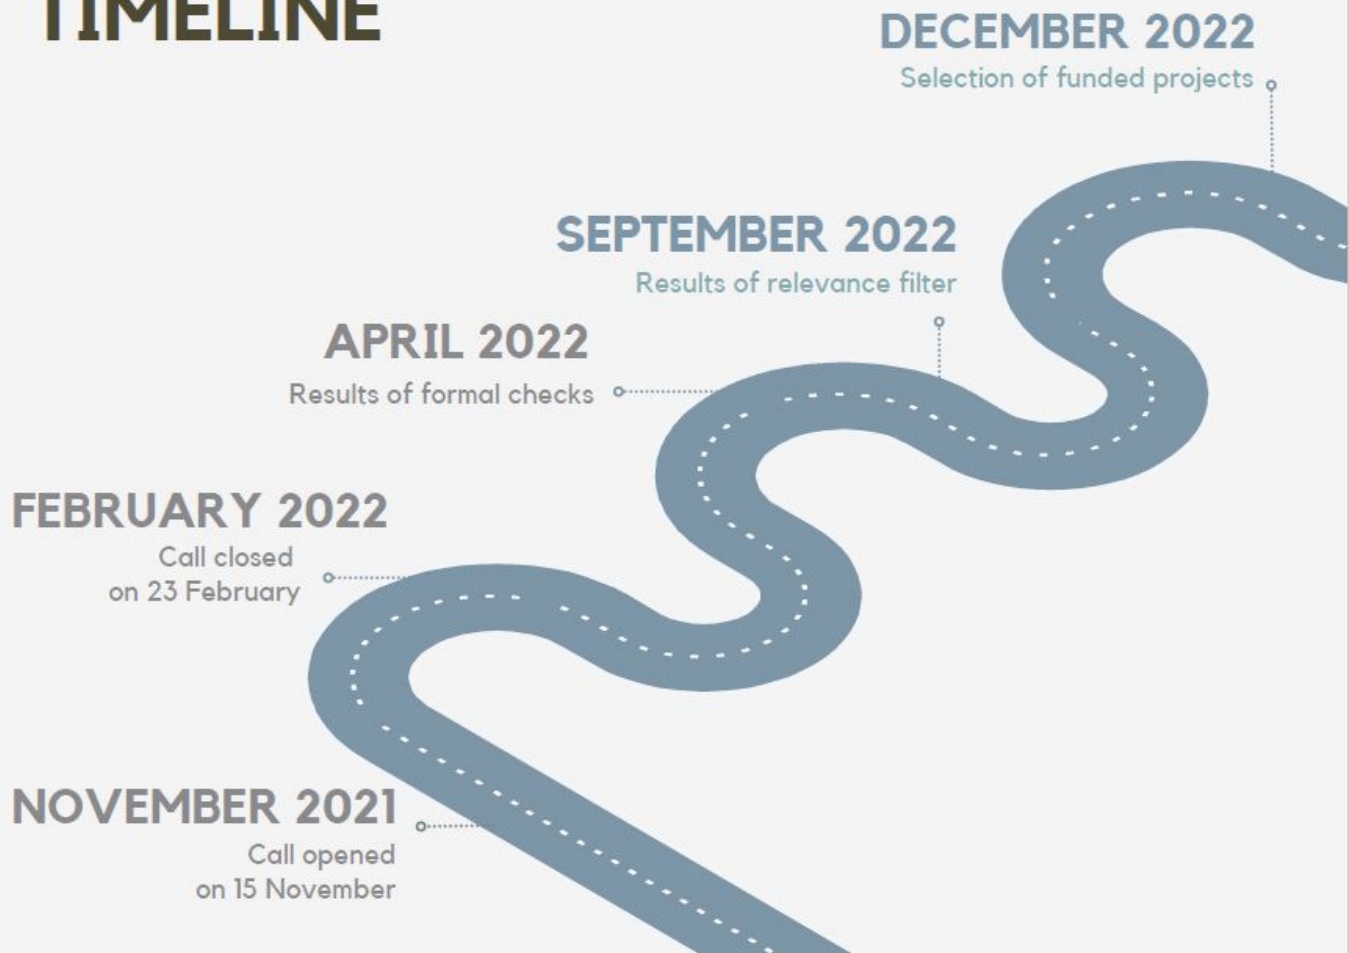 TIMELINE
DECEMBER 2022
Selection of funded projects
SEPTEMBER 2022
Results of relevance filter
APRIL 2022
Results of formal checks
FEBRUARY 2022
Call closed
on 23 February
NOVEMBER 2021
Call opened
on 15 November